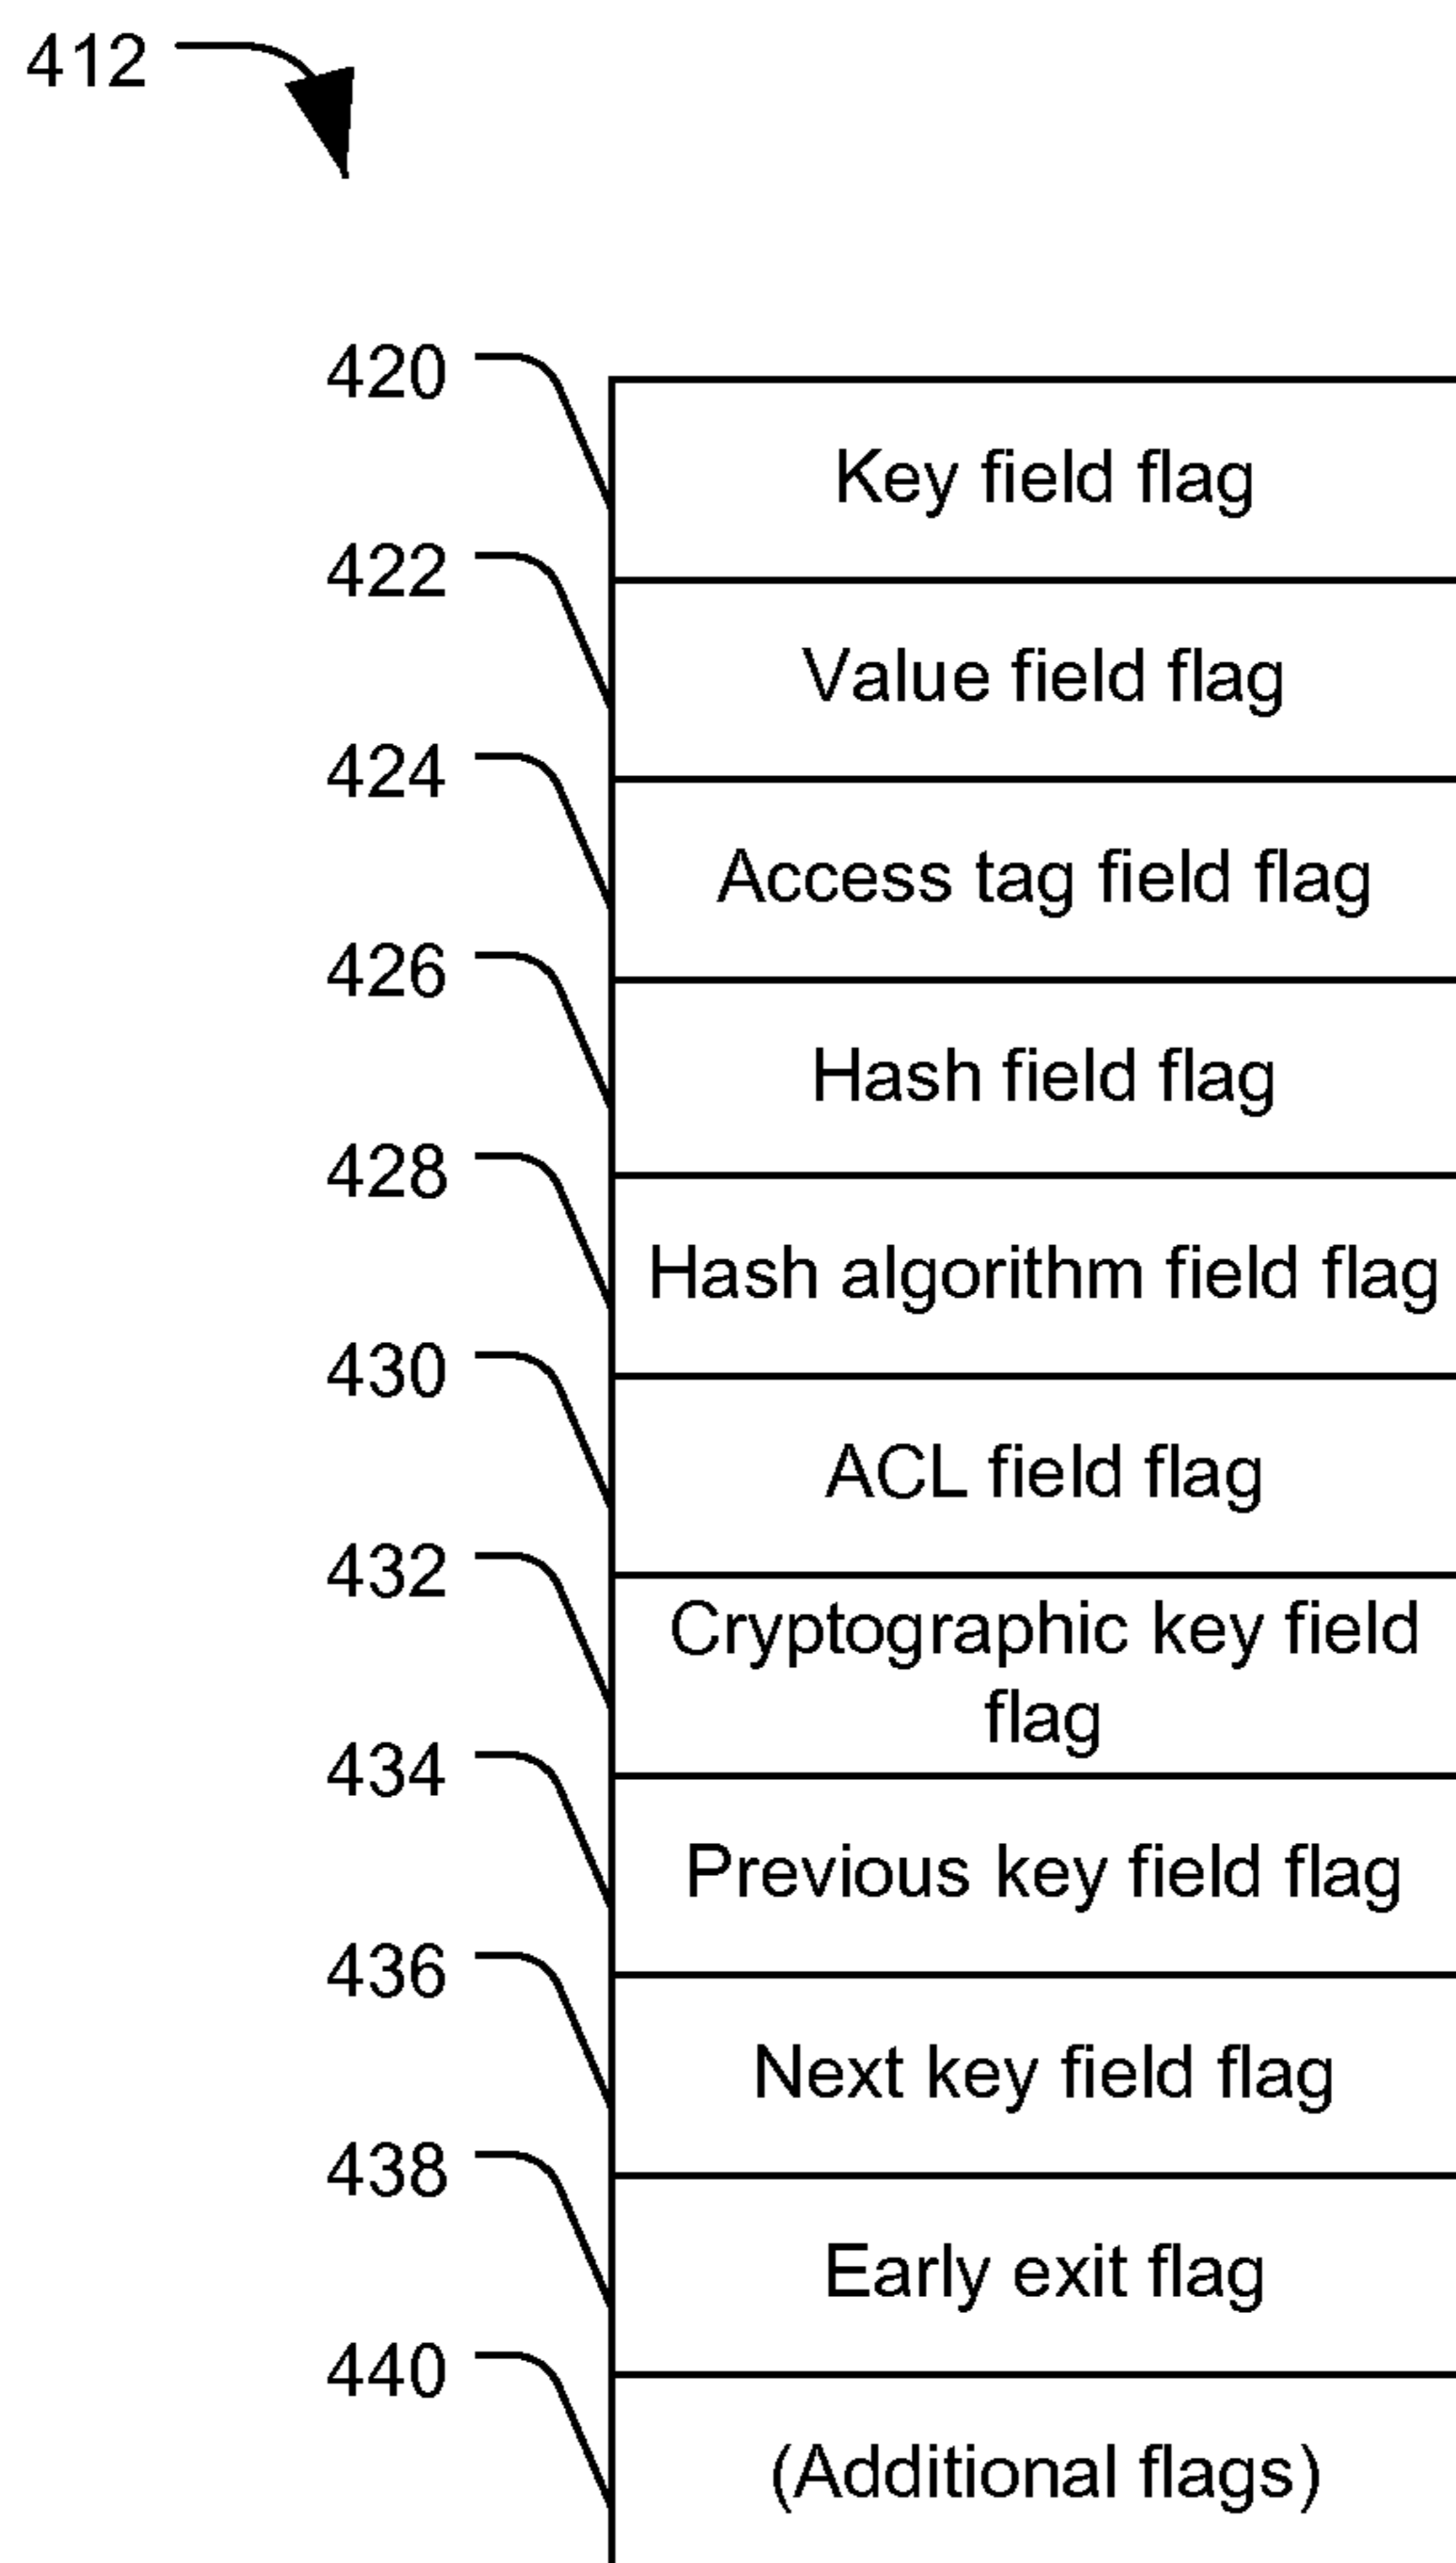 412
420
Key field flag
422
Value field flag
424
Access tag field flag
426
Hash field flag
428
Hash algorithm field flag
430
ACL field flag
432
Cryptographic key field
flag
434
Previous key field flag
436
Next key field flag
438
Early exit flag
440
(Additional flags)